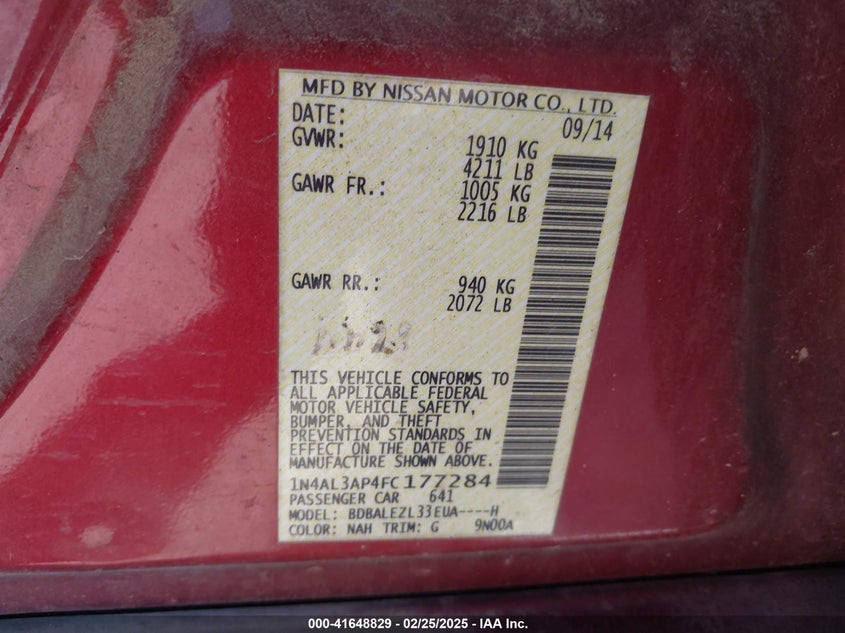 MFD BY NISSAN MOTOR CO., LTD.
DATE: 09/14
GVWR: 1910 KG
4211 LB
GAWR FR.: 1005 KG
2216 LB
GAWR RR.: 940 KG
2072 LB
THIS VEHICLE CONFORMS TO
ALL APPLICABLE FEDERAL
MOTOR VEHICLE SAFETY,
BUMPER, AND THEFT
PREVENTION STANDARDS IN
EFFECT ON THE DATE OF
MANUFACTURE SHOWN ABOVE.
1N4AL3AP4FC177284
PASSENGER CAR 641
MODEL: BDBALEZL33EUA----H
COLOR: NAH TRIM: G 9N00A
000-41648829 - 02/25/2025 - IAA Inc.